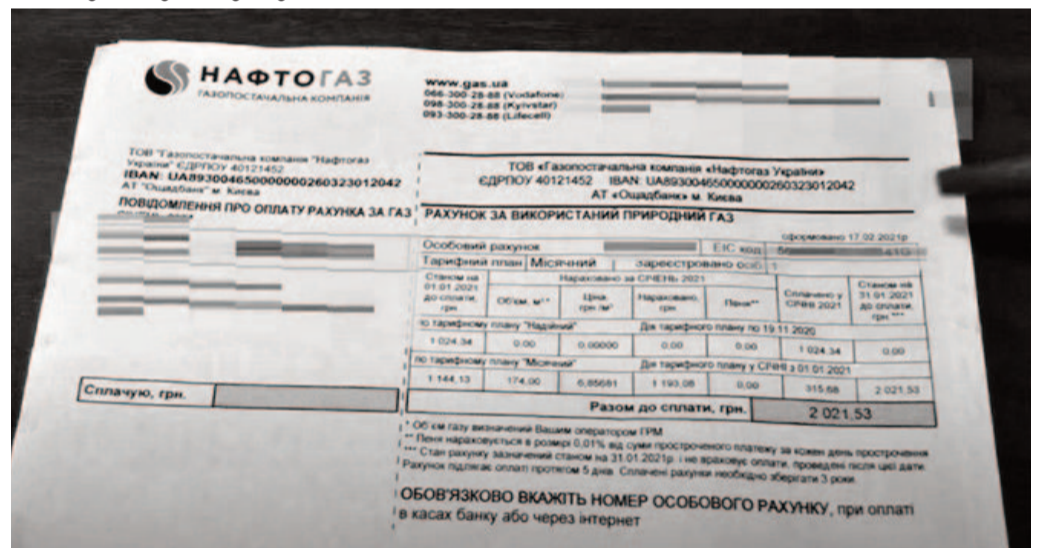 НАФТОГАЗ
ГАЗОПОСТАЧАЛЬНА КОМПАНІЯ
www.gas.ua
066-300-28-88 (Vodafone)
098-300-28-88 (Kyivstar)
093-300-28-88 (Lifecell)
ТОВ "Газопостачальна компанія "Нафтогаз
України" ЄДРПОУ 40121452
IBAN: UA893004650000000260323012042
АТ "Ощадбанк" м. Києва
ПОВІДОМЛЕННЯ ПРО ОПЛАТУ РАХУНКА ЗА ГАЗ
Сплачую, грн.
ТОВ «Газопостачальна компанія «Нафтогаз України»
ЄДРПОУ 40121452 IBAN: UA893004650000000260323012042
АТ «Ощадбанк» м. Києва
РАХУНОК ЗА ВИКОРИСТАНИЙ ПРИРОДНИЙ ГАЗ
сформовано 17.02.2021р
Особовий рахунок EIC код
Тарифний план Місячний зареєстровано осіб 1
Станом на 01.01.2021 до сплати, грн
Нараховано за СІЧЕНЬ 2021
Об'єм, м³* Ціна грн /м³ Нараховано, грн Пеня**
Сплачено у СІЧНІ 2021
Станом на 31.01.2021 до сплати, грн ***
по тарифному плану "Надійний" Дія тарифного плану по 19.11.2020
1 024,34 0,00 0,00000 0,00 0,00 1 024,34 0,00
по тарифному плану "Місячний" Дія тарифного плану у СІЧНІ з 01.01.2021
1 144,13 174,00 6,85681 1 193,08 0,00 315,68 2 021,53
Разом до сплати, грн. 2 021,53
* Об'єм газу визначений Вашим оператором ГРМ
** Пеня нараховується в розмірі 0,01% від суми простроченого платежу за кожен день прострочення
*** Стан рахунку зазначений станом на 31.01.2021р. і не враховує оплати, проведені після цієї дати.
Рахунок підлягає оплаті протягом 5 днів. Сплачені рахунки необхідно зберігати 3 роки.
ОБОВ'ЯЗКОВО ВКАЖІТЬ НОМЕР ОСОБОВОГО РАХУНКУ, при оплаті
в касах банку або через інтернет